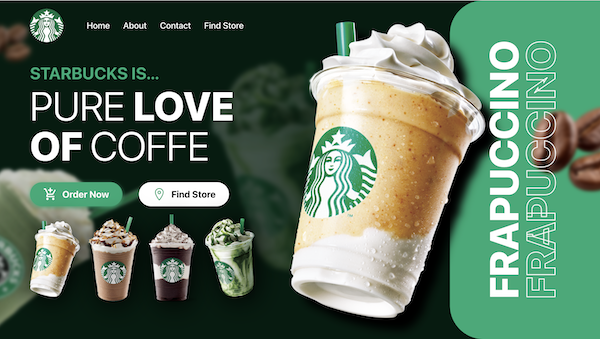 Home About Contact Find Store
STARBUCKS IS...
PURE LOVE
OF COFFE
Order Now Find Store
FRAPUCCINO
FRAPUCCINO